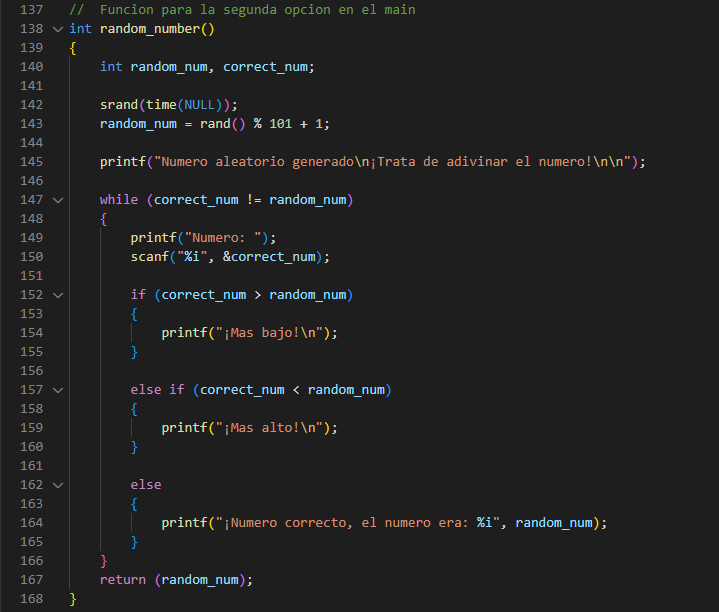 137 //  Funcion para la segunda opcion en el main
138 int random_number()
139 {
140     int random_num, correct_num;
141
142     srand(time(NULL));
143     random_num = rand() % 101 + 1;
144
145     printf("Numero aleatorio generado\n¡Trata de adivinar el numero!\n\n");
146
147     while (correct_num != random_num)
148     {
149         printf("Numero: ");
150         scanf("%i", &correct_num);
151
152         if (correct_num > random_num)
153         {
154             printf("¡Mas bajo!\n");
155         }
156
157         else if (correct_num < random_num)
158         {
159             printf("¡Mas alto!\n");
160         }
161
162         else
163         {
164             printf("¡Numero correcto, el numero era: %i", random_num);
165         }
166     }
167     return (random_num);
168 }